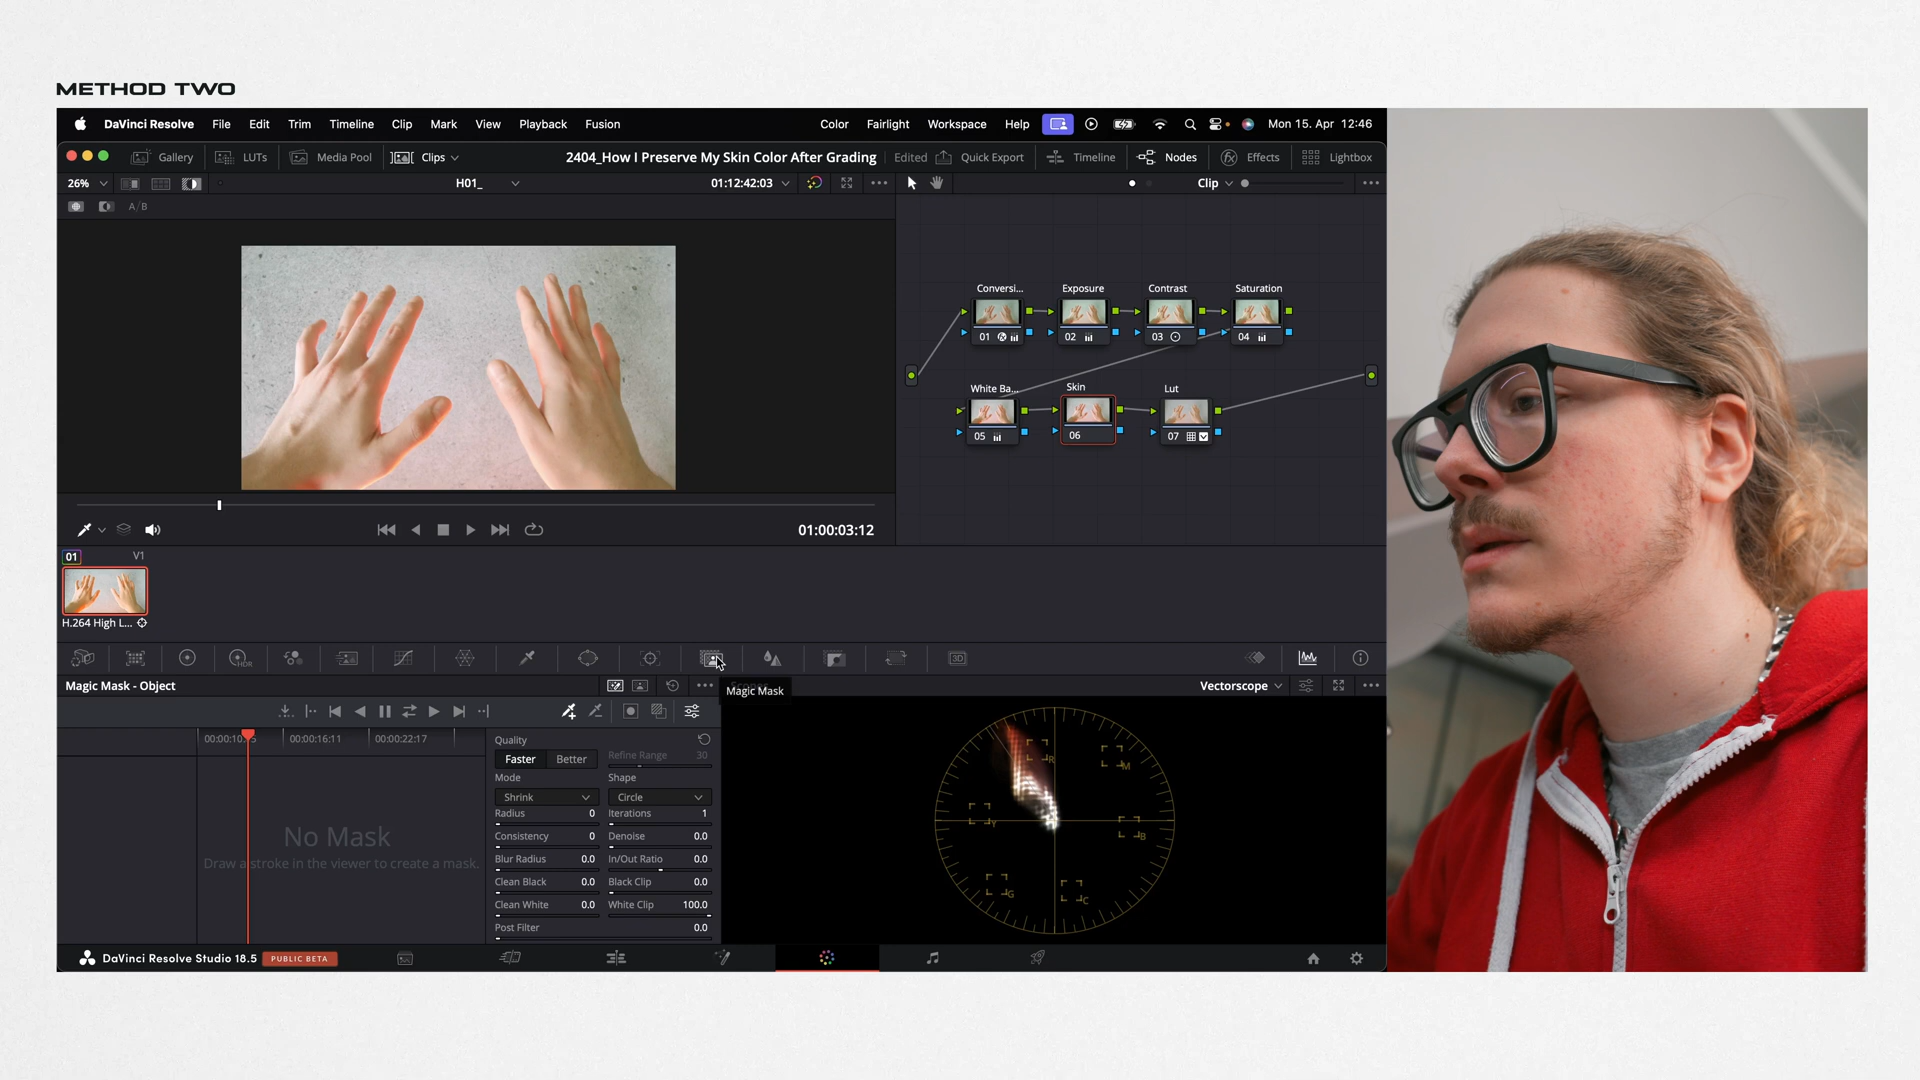 METHOD TWO
DaVinci Resolve File Edit Trim Timeline Clip Mark View Playback Fusion Color Fairlight Workspace Help Mon 15. Apr 12:46
Gallery LUTs Media Pool Clips 2404_How I Preserve My Skin Color After Grading Edited Quick Export Timeline Nodes Effects Lightbox
26% H01_ 01:12:42:03 Clip
A/B
Conversi... Exposure Contrast Saturation
01 02 03 04
White Ba... Skin Lut
05 06 07
01:00:03:12
01 V1
H.264 High L...
HDR 3D
Magic Mask - Object Vectorscope
Magic Mask
00:00:16:11 00:00:22:17
Quality
Faster Better Refine Range 30
Mode Shape
Shrink Circle
Radius 0 Iterations 1
Consistency 0 Denoise 0.0
Blur Radius 0.0 In/Out Ratio 0.0
Clean Black 0.0 Black Clip 0.0
Clean White 0.0 White Clip 100.0
Post Filter 0.0
No Mask
Draw a stroke in the viewer to create a mask.
R M
Y B
G C
DaVinci Resolve Studio 18.5 PUBLIC BETA